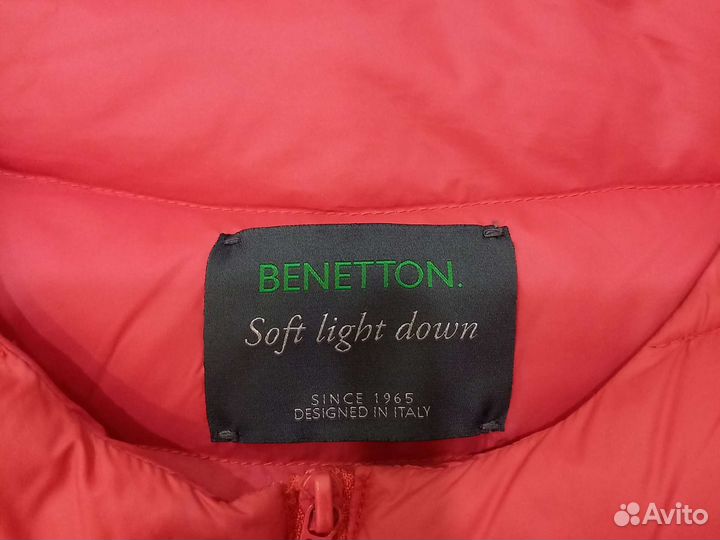 BENETTON.
Soft light down
SINCE 1965
DESIGNED IN ITALY
Avito